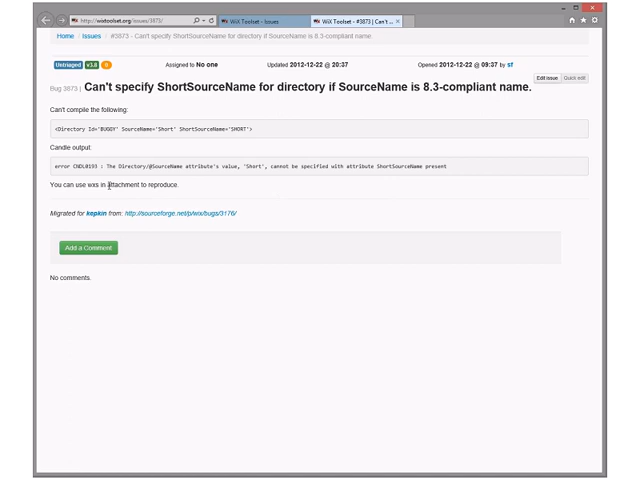 http://wixtoolset.org/issues/3873/
WiX Toolset - Issues
WiX Toolset - #3873 | Can't ...
Home / Issues / #3873 - Can't specify ShortSourceName for directory if SourceName is 8.3-compliant name.
Untriaged v3.8 0 Assigned to No one Updated 2012-12-22 @ 20:37 Opened 2012-12-22 @ 09:37 by sf
Edit issue Quick edit
Bug 3873 | Can't specify ShortSourceName for directory if SourceName is 8.3-compliant name.
Can't compile the following:
<Directory Id='BUGGY' SourceName='Short' ShortSourceName='SHORT'>
Candle output:
error CNDL0193 : The Directory/@SourceName attribute's value, 'Short', cannot be specified with attribute ShortSourceName present
You can use wxs in attachment to reproduce.
Migrated for kepkin from: http://sourceforge.net/p/wix/bugs/3176/
Add a Comment
No comments.